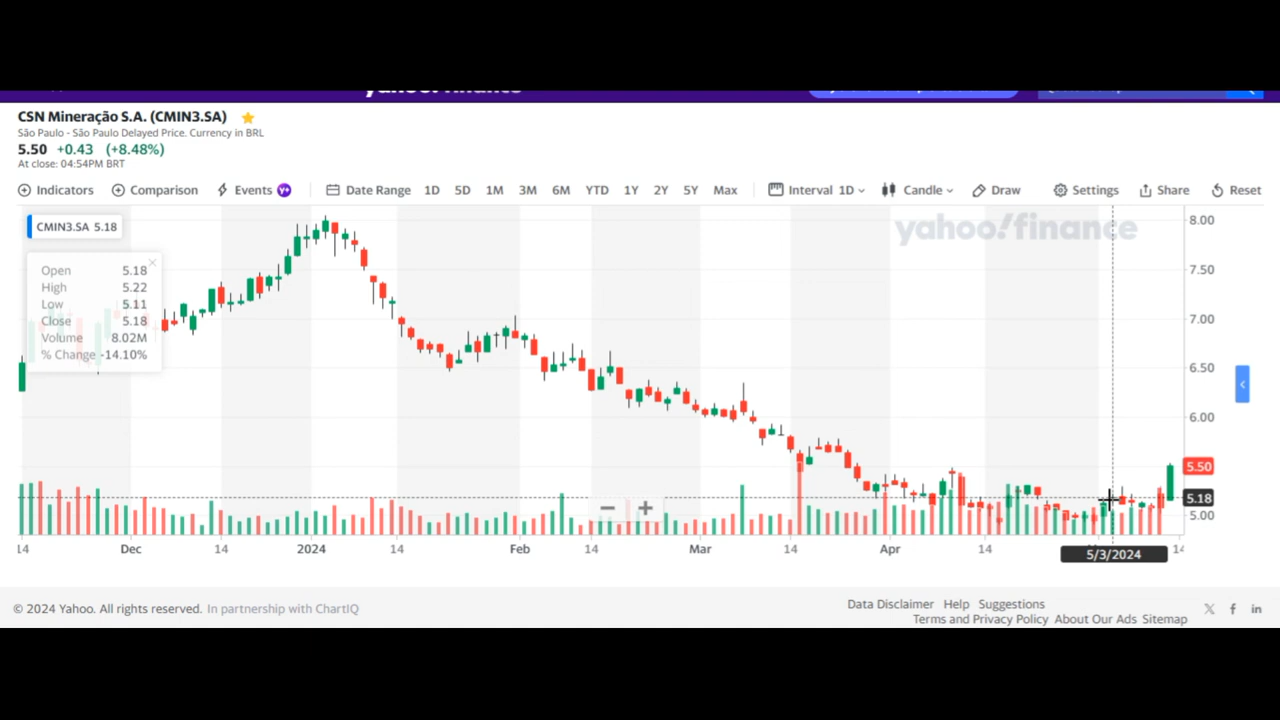 CSN Mineração S.A. (CMIN3.SA)
São Paulo - São Paulo Delayed Price. Currency in BRL
5.50 +0.43 (+8.48%)
At close: 04:54PM BRT
Indicators Comparison Events Y+ Date Range 1D 5D 1M 3M 6M YTD 1Y 2Y 5Y Max Interval 1D Candle Draw Settings Share Reset
CMIN3.SA 5.18
yahoo!finance
Open 5.18
High 5.22
Low 5.11
Close 5.18
Volume 8.02M
% Change -14.10%
8.00
7.50
7.00
6.50
6.00
5.50
5.18
5.00
14 Dec 14 2024 14 Feb 14 Mar 14 Apr 14 14
5/3/2024
© 2024 Yahoo. All rights reserved. In partnership with ChartIQ
Data Disclaimer Help Suggestions
Terms and Privacy Policy About Our Ads Sitemap